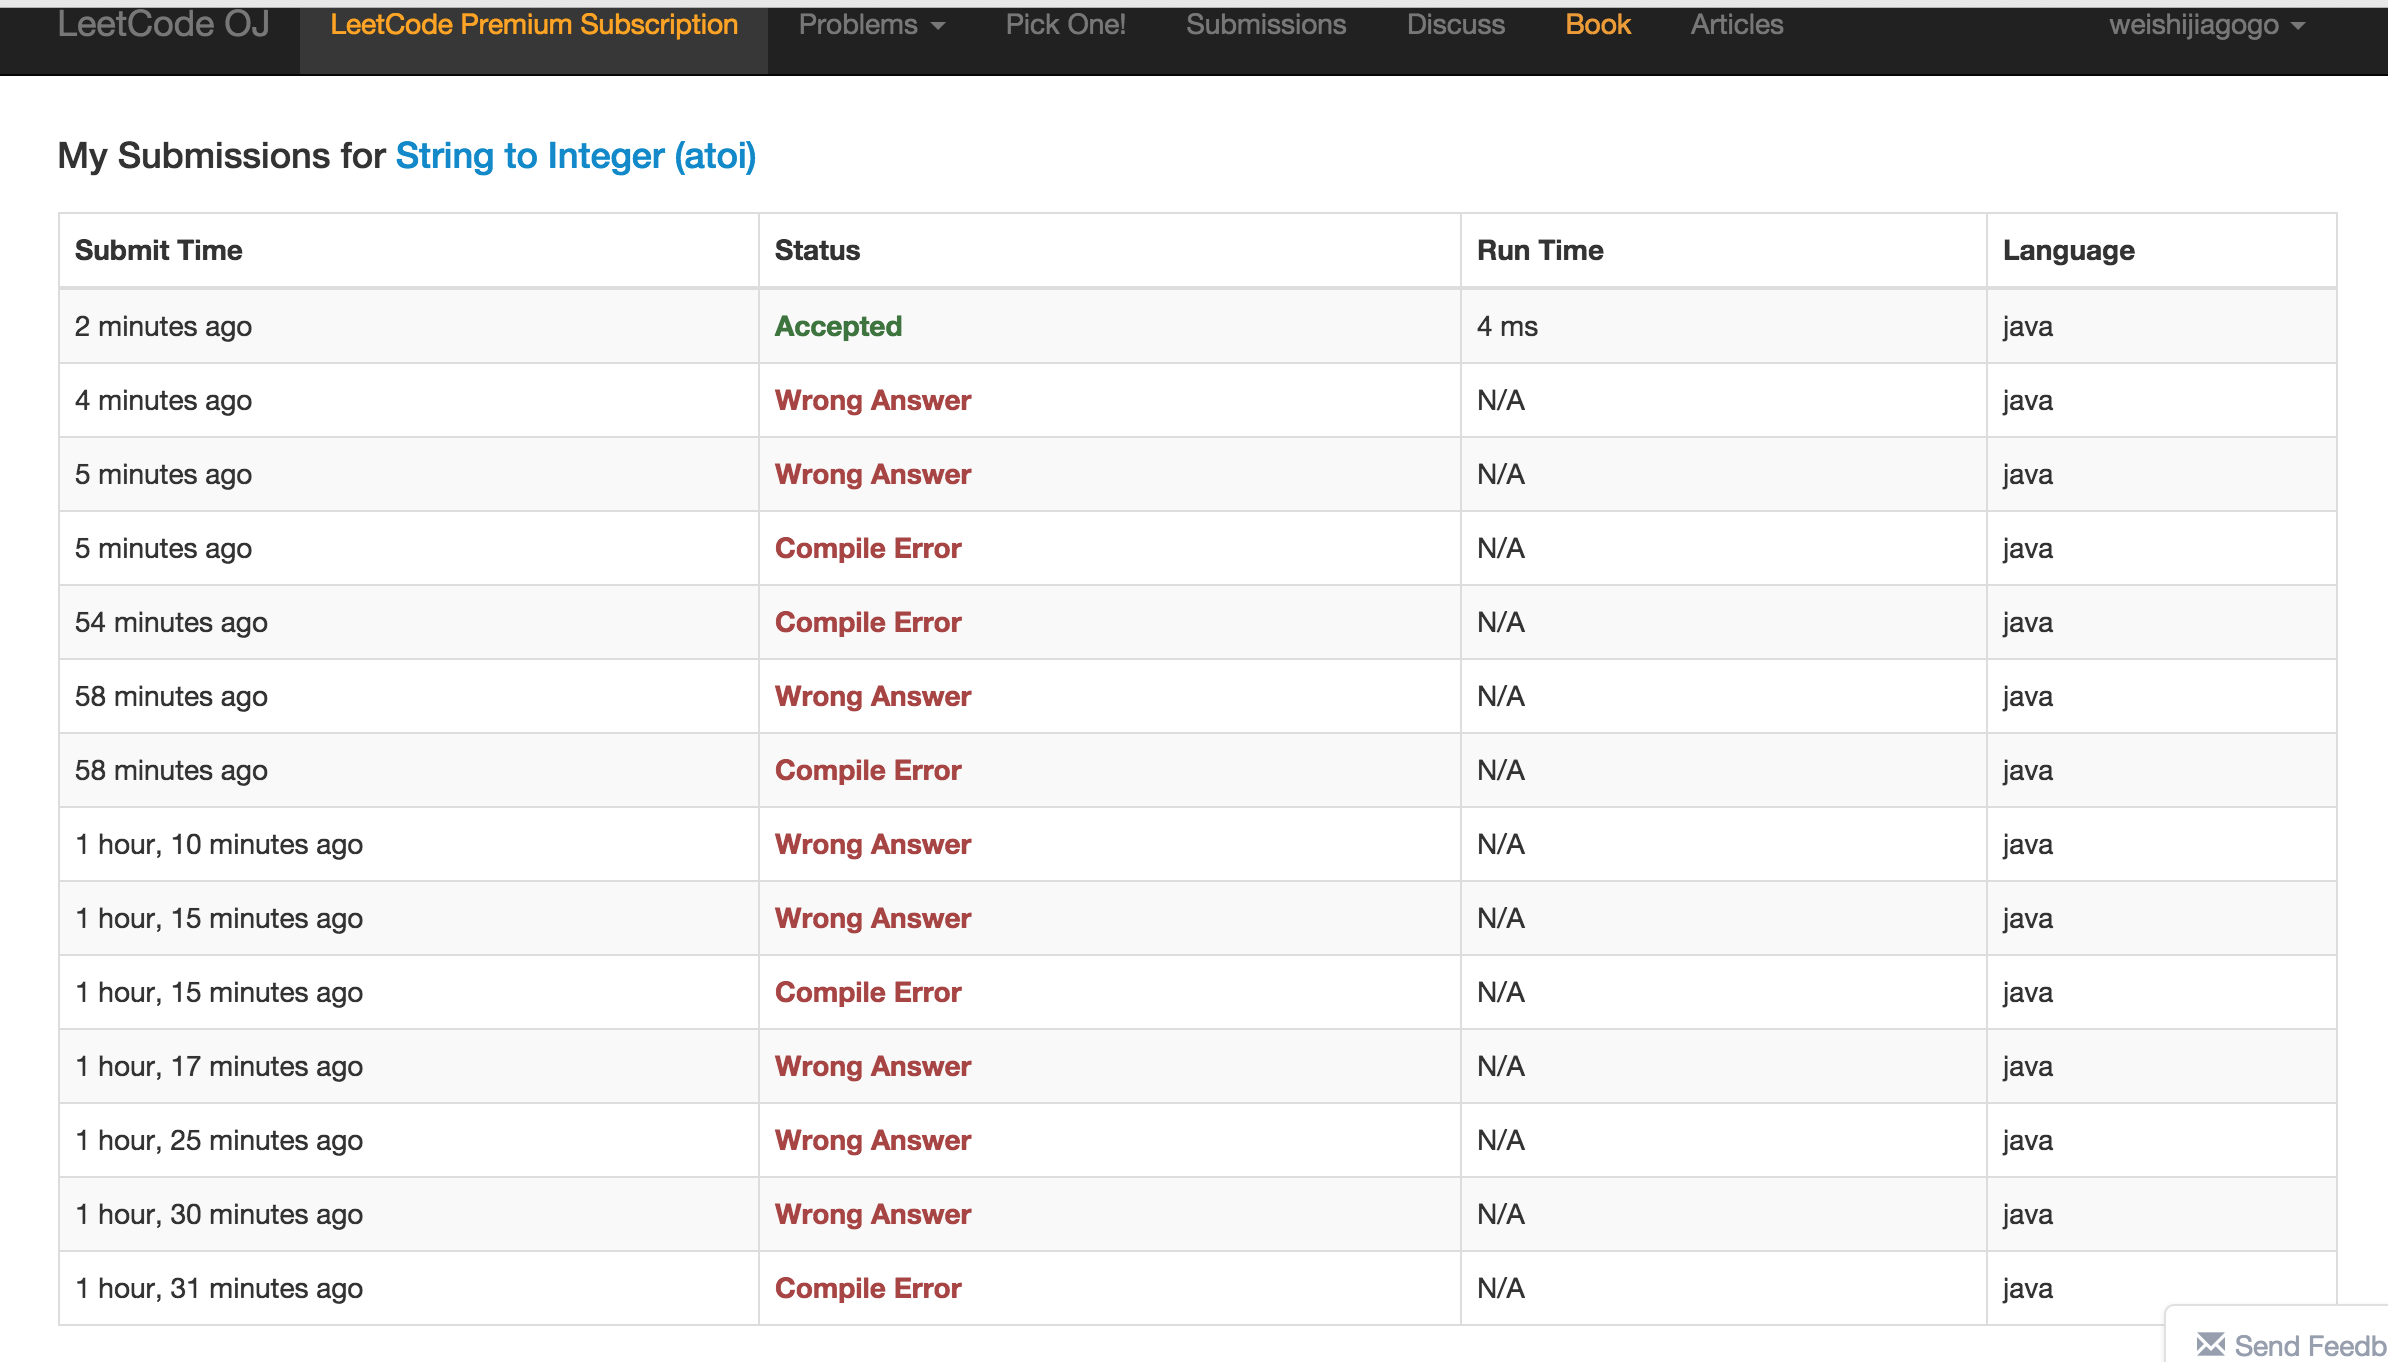 LeetCode OJ LeetCode Premium Subscription Problems Pick One! Submissions Discuss Book Articles weishijiagogo
My Submissions for String to Integer (atoi)
Submit Time Status Run Time Language
2 minutes ago Accepted 4 ms java
4 minutes ago Wrong Answer N/A java
5 minutes ago Wrong Answer N/A java
5 minutes ago Compile Error N/A java
54 minutes ago Compile Error N/A java
58 minutes ago Wrong Answer N/A java
58 minutes ago Compile Error N/A java
1 hour, 10 minutes ago Wrong Answer N/A java
1 hour, 15 minutes ago Wrong Answer N/A java
1 hour, 15 minutes ago Compile Error N/A java
1 hour, 17 minutes ago Wrong Answer N/A java
1 hour, 25 minutes ago Wrong Answer N/A java
1 hour, 30 minutes ago Wrong Answer N/A java
1 hour, 31 minutes ago Compile Error N/A java
Send Feedb